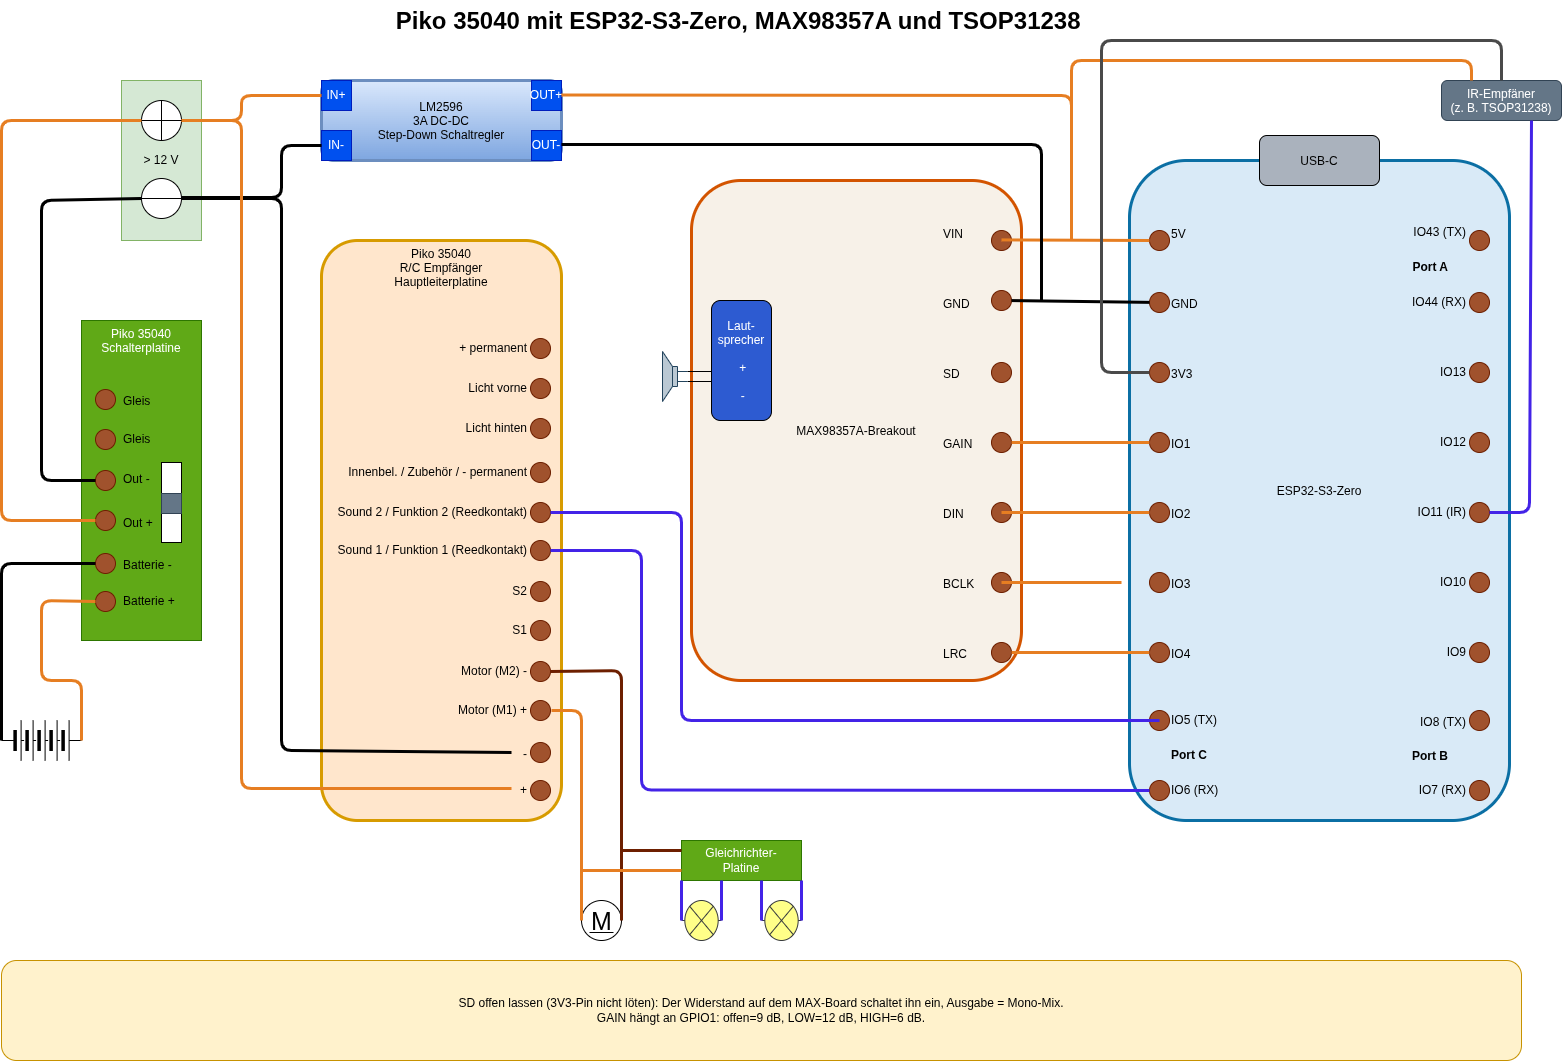 Piko 35040 mit ESP32-S3-Zero, MAX98357A und TSOP31238
> 12 V
IN+
IN-
LM2596
3A DC-DC
Step-Down Schaltregler
OUT+
OUT-
IR-Empfäner
(z. B. TSOP31238)
USB-C
Piko 35040
Schalterplatine
Gleis
Gleis
Out -
Out +
Batterie -
Batterie +
Piko 35040
R/C Empfänger
Hauptleiterplatine
+ permanent
Licht vorne
Licht hinten
Innenbel. / Zubehör / - permanent
Sound 2 / Funktion 2 (Reedkontakt)
Sound 1 / Funktion 1 (Reedkontakt)
S2
S1
Motor (M2) -
Motor (M1) +
-
+
Laut-
sprecher
+
-
MAX98357A-Breakout
VIN
GND
SD
GAIN
DIN
BCLK
LRC
5V
GND
3V3
IO1
IO2
IO3
IO4
IO5 (TX)
Port C
IO6 (RX)
ESP32-S3-Zero
IO43 (TX)
Port A
IO44 (RX)
IO13
IO12
IO11 (IR)
IO10
IO9
IO8 (TX)
Port B
IO7 (RX)
Gleichrichter-
Platine
M
SD offen lassen (3V3-Pin nicht löten): Der Widerstand auf dem MAX-Board schaltet ihn ein, Ausgabe = Mono-Mix.
GAIN hängt an GPIO1: offen=9 dB, LOW=12 dB, HIGH=6 dB.